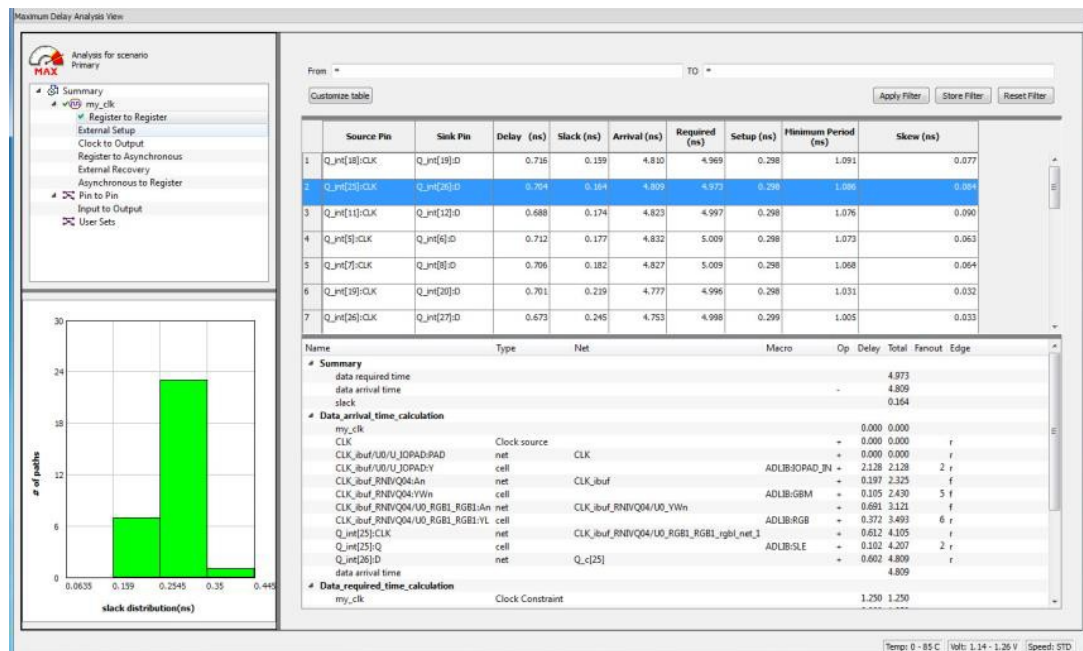 Maximum Delay Analysis View
MAX
Analysis for scenario
Primary
Summary
my_clk
Register to Register
External Setup
Clock to Output
Register to Asynchronous
External Recovery
Asynchronous to Register
Pin to Pin
Input to Output
User Sets
From * TO *
Customize table Apply Filter Store Filter Reset Filter
Source Pin Sink Pin Delay (ns) Slack (ns) Arrival (ns) Required (ns) Setup (ns) Minimum Period (ns) Skew (ns)
1 Q_int[18]:CLK Q_int[19]:D 0.716 0.159 4.810 4.969 0.298 1.091 0.077
2 Q_int[25]:CLK Q_int[26]:D 0.704 0.164 4.809 4.973 0.298 1.086 0.084
3 Q_int[11]:CLK Q_int[12]:D 0.688 0.174 4.823 4.997 0.298 1.076 0.090
4 Q_int[5]:CLK Q_int[6]:D 0.712 0.177 4.832 5.009 0.298 1.073 0.063
5 Q_int[7]:CLK Q_int[8]:D 0.706 0.182 4.827 5.009 0.298 1.068 0.064
6 Q_int[19]:CLK Q_int[20]:D 0.701 0.219 4.777 4.996 0.298 1.031 0.032
7 Q_int[26]:CLK Q_int[27]:D 0.673 0.245 4.753 4.998 0.299 1.005 0.033
Name Type Net Macro Op Delay Total Fanout Edge
Summary
data required time 4.973
data arrival time - 4.809
slack 0.164
Data_arrival_time_calculation
my_clk 0.000 0.000
CLK Clock source + 0.000 0.000 r
CLK_ibuf/U0/U_IOPAD:PAD net CLK + 0.000 0.000 r
CLK_ibuf/U0/U_IOPAD:Y cell ADLIB:IOPAD_IN + 2.128 2.128 2 r
CLK_ibuf_RNIVQ04:An net CLK_ibuf + 0.197 2.325 f
CLK_ibuf_RNIVQ04:YWn cell ADLIB:GBM + 0.105 2.430 5 f
CLK_ibuf_RNIVQ04/U0_RGB1_RGB1:An net CLK_ibuf_RNIVQ04/U0_YWn + 0.691 3.121 f
CLK_ibuf_RNIVQ04/U0_RGB1_RGB1:YL cell ADLIB:RGB + 0.372 3.493 6 r
Q_int[25]:CLK net CLK_ibuf_RNIVQ04/U0_RGB1_RGB1_rgbl_net_1 + 0.612 4.105 r
Q_int[25]:Q cell ADLIB:SLE + 0.102 4.207 2 r
Q_int[26]:D net Q_c[25] + 0.602 4.809 r
data arrival time 4.809
Data_required_time_calculation
my_clk Clock Constraint 1.250 1.250
# of paths
30
24
18
12
6
0
0.0635 0.159 0.2545 0.35 0.445
slack distribution(ns)
Temp: 0 - 85 C Volt: 1.14 - 1.26 V Speed: STD